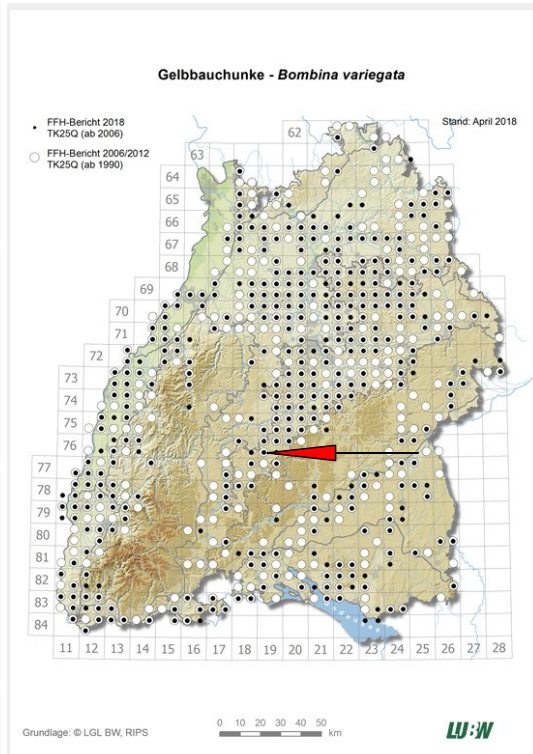 Gelbbauchunke - Bombina variegata
FFH-Bericht 2018
TK25Q (ab 2006)
FFH-Bericht 2006/2012
TK25Q (ab 1990)
Stand: April 2018
62
63
64
65
66
67
68
69
70
71
72
73
74
75
76
77
78
79
80
81
82
83
84
11 12 13 14 15 16 17 18 19 20 21 22 23 24 25 26 27 28
0 10 20 30 40 50
km
Grundlage: © LGL BW, RIPS
LUBW